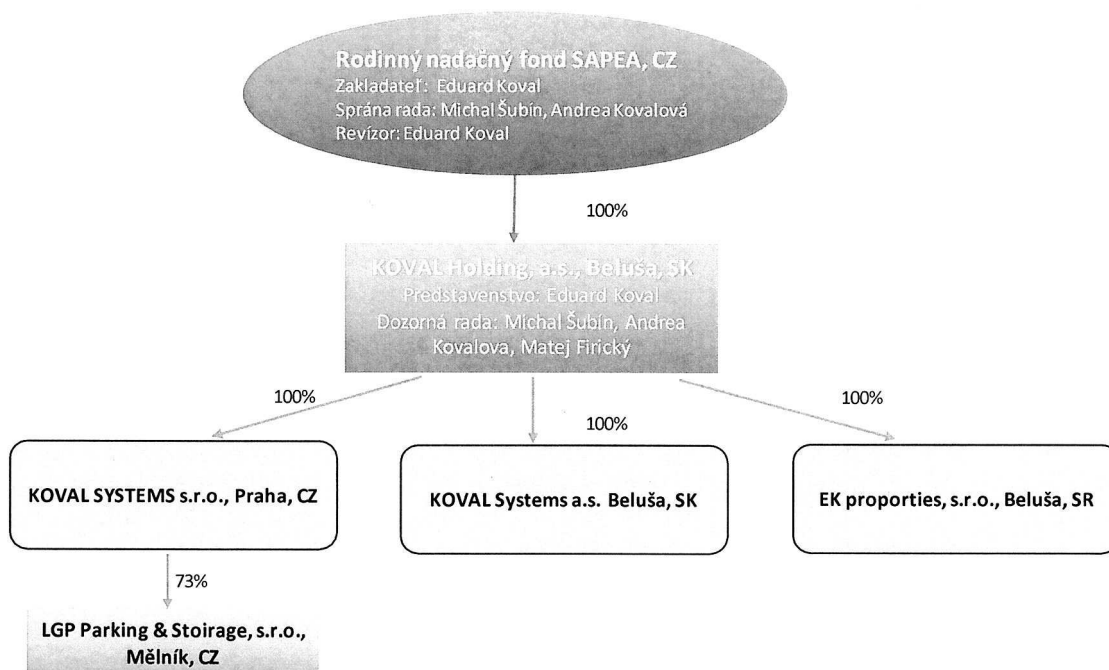 Rodinný nadačný fond SAPEA, CZ
Zakladateľ: Eduard Koval
Sprána rada: Michal Šubín, Andrea Kovalová
Revízor: Eduard Koval
100%
KOVAL Holding, a.s., Beluša, SK
Predstavenstvo: Eduard Koval
Dozorná rada: Michal Šubín, Andrea
Kovalova, Matej Firický
100%
100%
100%
KOVAL SYSTEMS s.r.o., Praha, CZ
KOVAL Systems a.s. Beluša, SK
EK proporties, s.r.o., Beluša, SR
73%
LGP Parking & Stoirage, s.r.o.,
Mělník, CZ